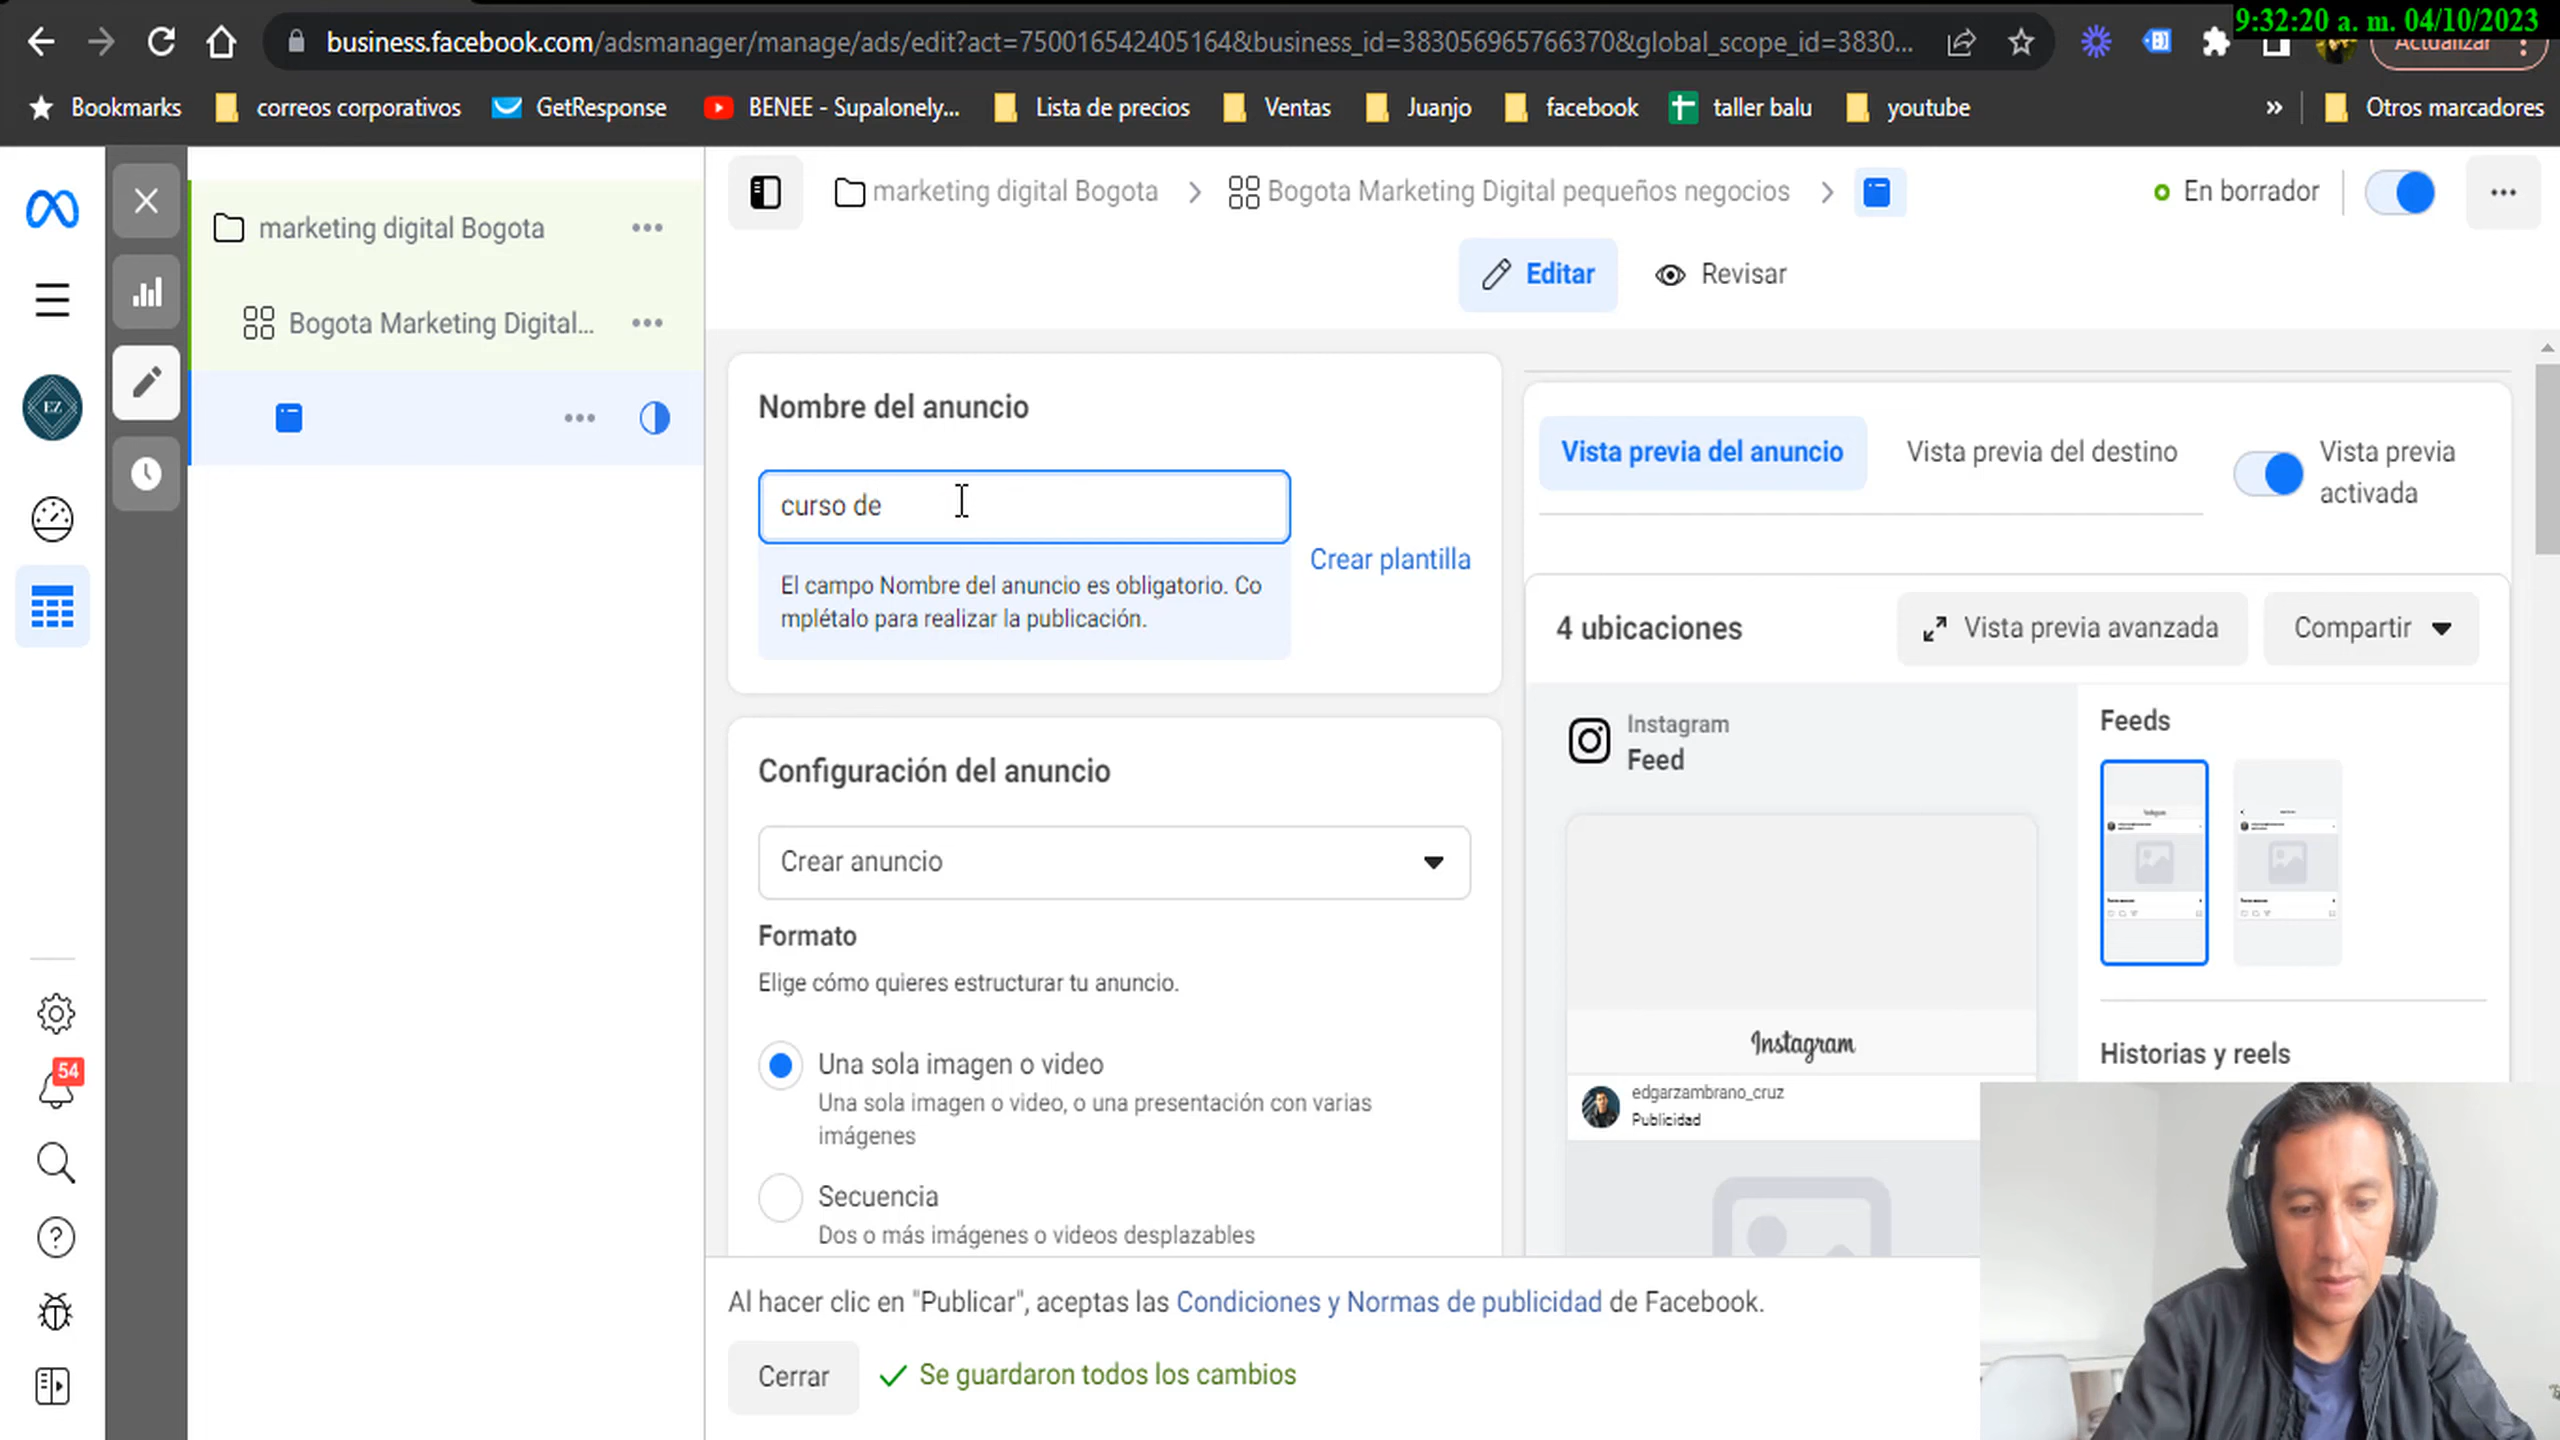 9:32:20 a. m. 04/10/2023
business.facebook.com/adsmanager/manage/ads/edit?act=750016542405164&business_id=383056965766370&global_scope_id=3830...
Actualizar
Bookmarks
correos corporativos
GetResponse
BENEE - Supalonely...
Lista de precios
Ventas
Juanjo
facebook
taller balu
youtube
»
Otros marcadores
marketing digital Bogota
Bogota Marketing Digital...
EZ
54
marketing digital Bogota > Bogota Marketing Digital pequeños negocios >
En borrador
Editar
Revisar
Nombre del anuncio
curso de
El campo Nombre del anuncio es obligatorio. Co
mplétalo para realizar la publicación.
Crear plantilla
Configuración del anuncio
Crear anuncio
Formato
Elige cómo quieres estructurar tu anuncio.
Una sola imagen o video
Una sola imagen o video, o una presentación con varias
imágenes
Secuencia
Dos o más imágenes o videos desplazables
Al hacer clic en "Publicar", aceptas las Condiciones y Normas de publicidad de Facebook.
Cerrar
Se guardaron todos los cambios
Vista previa del anuncio
Vista previa del destino
Vista previa
activada
4 ubicaciones
Vista previa avanzada
Compartir
Instagram
Feed
Instagram
edgarzambrano_cruz
Publicidad
Feeds
Historias y reels